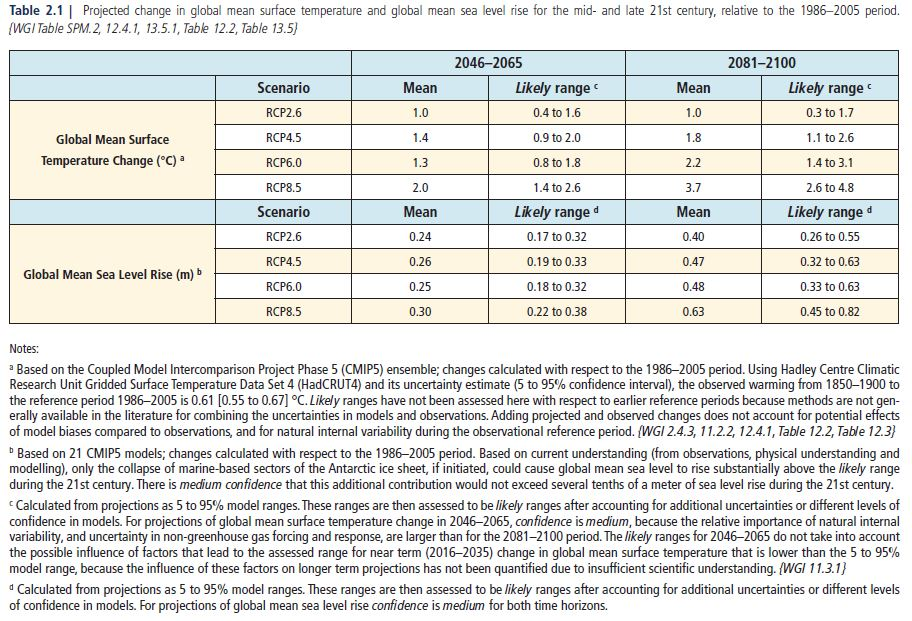 Table 2.1 | Projected change in global mean surface temperature and global mean sea level rise for the mid- and late 21st century, relative to the 1986–2005 period.
{WGI Table SPM.2, 12.4.1, 13.5.1, Table 12.2, Table 13.5}
2046–2065 2081–2100
Scenario Mean Likely range c Mean Likely range c
Global Mean Surface Temperature Change (°C) a
RCP2.6 1.0 0.4 to 1.6 1.0 0.3 to 1.7
RCP4.5 1.4 0.9 to 2.0 1.8 1.1 to 2.6
RCP6.0 1.3 0.8 to 1.8 2.2 1.4 to 3.1
RCP8.5 2.0 1.4 to 2.6 3.7 2.6 to 4.8
Scenario Mean Likely range d Mean Likely range d
Global Mean Sea Level Rise (m) b
RCP2.6 0.24 0.17 to 0.32 0.40 0.26 to 0.55
RCP4.5 0.26 0.19 to 0.33 0.47 0.32 to 0.63
RCP6.0 0.25 0.18 to 0.32 0.48 0.33 to 0.63
RCP8.5 0.30 0.22 to 0.38 0.63 0.45 to 0.82
Notes:
a Based on the Coupled Model Intercomparison Project Phase 5 (CMIP5) ensemble; changes calculated with respect to the 1986–2005 period. Using Hadley Centre Climatic
Research Unit Gridded Surface Temperature Data Set 4 (HadCRUT4) and its uncertainty estimate (5 to 95% confidence interval), the observed warming from 1850–1900 to
the reference period 1986–2005 is 0.61 [0.55 to 0.67] °C. Likely ranges have not been assessed here with respect to earlier reference periods because methods are not gen-
erally available in the literature for combining the uncertainties in models and observations. Adding projected and observed changes does not account for potential effects
of model biases compared to observations, and for natural internal variability during the observational reference period. {WGI 2.4.3, 11.2.2, 12.4.1, Table 12.2, Table 12.3}
b Based on 21 CMIP5 models; changes calculated with respect to the 1986–2005 period. Based on current understanding (from observations, physical understanding and
modelling), only the collapse of marine-based sectors of the Antarctic ice sheet, if initiated, could cause global mean sea level to rise substantially above the likely range
during the 21st century. There is medium confidence that this additional contribution would not exceed several tenths of a meter of sea level rise during the 21st century.
c Calculated from projections as 5 to 95% model ranges. These ranges are then assessed to be likely ranges after accounting for additional uncertainties or different levels of
confidence in models. For projections of global mean surface temperature change in 2046–2065, confidence is medium, because the relative importance of natural internal
variability, and uncertainty in non-greenhouse gas forcing and response, are larger than for the 2081–2100 period. The likely ranges for 2046–2065 do not take into account
the possible influence of factors that lead to the assessed range for near term (2016–2035) change in global mean surface temperature that is lower than the 5 to 95%
model range, because the influence of these factors on longer term projections has not been quantified due to insufficient scientific understanding. {WGI 11.3.1}
d Calculated from projections as 5 to 95% model ranges. These ranges are then assessed to be likely ranges after accounting for additional uncertainties or different levels
of confidence in models. For projections of global mean sea level rise confidence is medium for both time horizons.